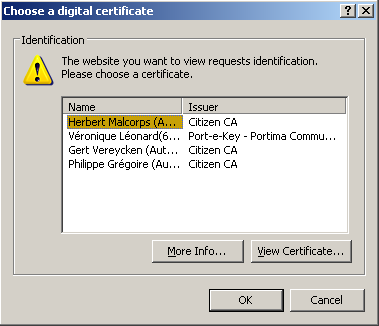 Choose a digital certificate
Identification
The website you want to view requests identification.
Please choose a certificate.
Name Issuer
Herbert Malcorps (A... Citizen CA
Véronique Léonard(6... Port-e-Key - Portima Commu...
Gert Vereycken (Aut... Citizen CA
Philippe Grégoire (Aut... Citizen CA
More Info... View Certificate...
OK Cancel